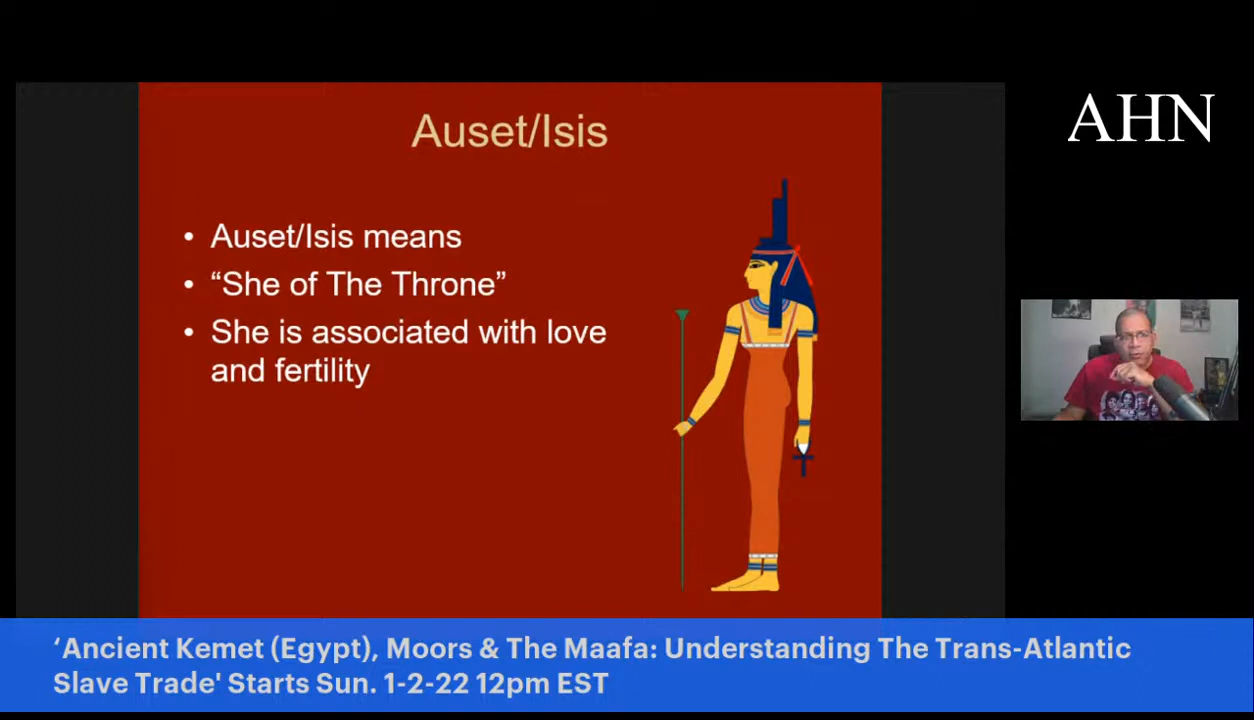 Auset/Isis
AHN
• Auset/Isis means
• “She of The Throne”
• She is associated with love
and fertility
‘Ancient Kemet (Egypt), Moors & The Maafa: Understanding The Trans-Atlantic
Slave Trade' Starts Sun. 1-2-22 12pm EST